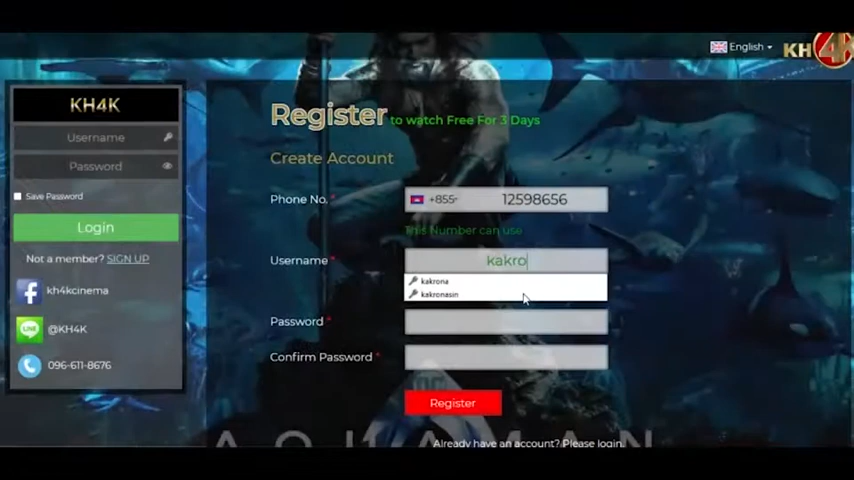 English
KH4K
KH4K
Username
Password
Save Password
Login
Not a member? SIGN UP
kh4kcinema
@KH4K
096-611-8676
Register to watch Free For 3 Days
Create Account
Phone No. * +855- 12598656
This Number can use
Username * kakro
kakrona
kakronasin
Password *
Confirm Password *
Register
AQUAMAN
Already have an account? Please login.